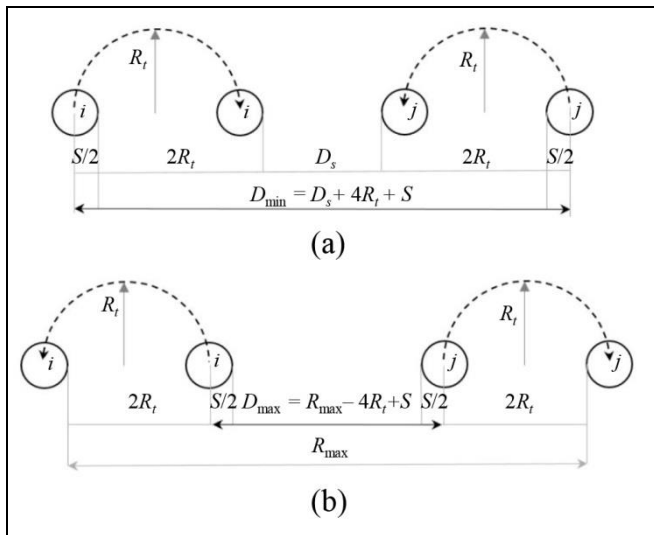 R_t R_t
i i j j
S/2 2R_t D_s 2R_t S/2
D_min = D_s + 4R_t + S
(a)
R_t R_t
i i j j
2R_t S/2 D_max = R_max – 4R_t+S S/2 2R_t
R_max
(b)